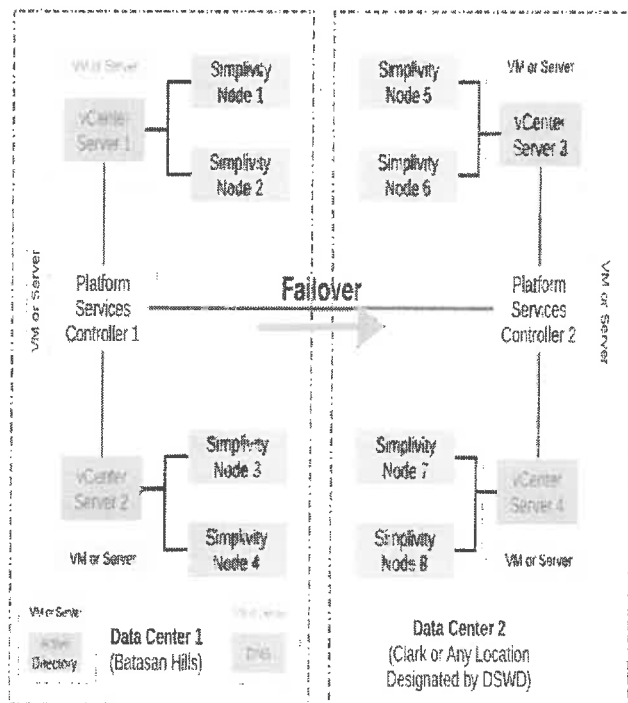 VM or Server
vCenter
Server 1
Simplivity
Node 1
Simplivity
Node 2
Platform
Services
Controller 1
VM or Server
vCenter
Server 2
VM or Server
Simplivity
Node 3
Simplivity
Node 4
VM or Server
Active
Directory
Data Center 1
(Batasan Hills)
VM or Server
DNS
Failover
Simplivity
Node 5
Simplivity
Node 6
VM or Server
vCenter
Server 3
Platform
Services
Controller 2
VM or Server
Simplivity
Node 7
Simplivity
Node 8
vCenter
Server 4
VM or Server
Data Center 2
(Clark or Any Location
Designated by DSWD)